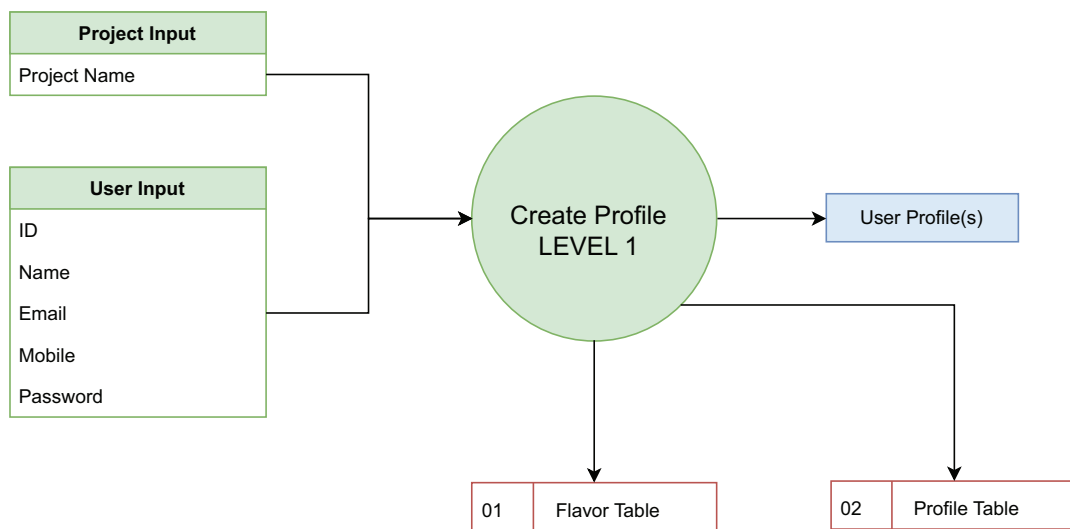 Project Input
Project Name
User Input
ID
Name
Email
Mobile
Password
Create Profile
LEVEL 1
User Profile(s)
01
Flavor Table
02
Profile Table